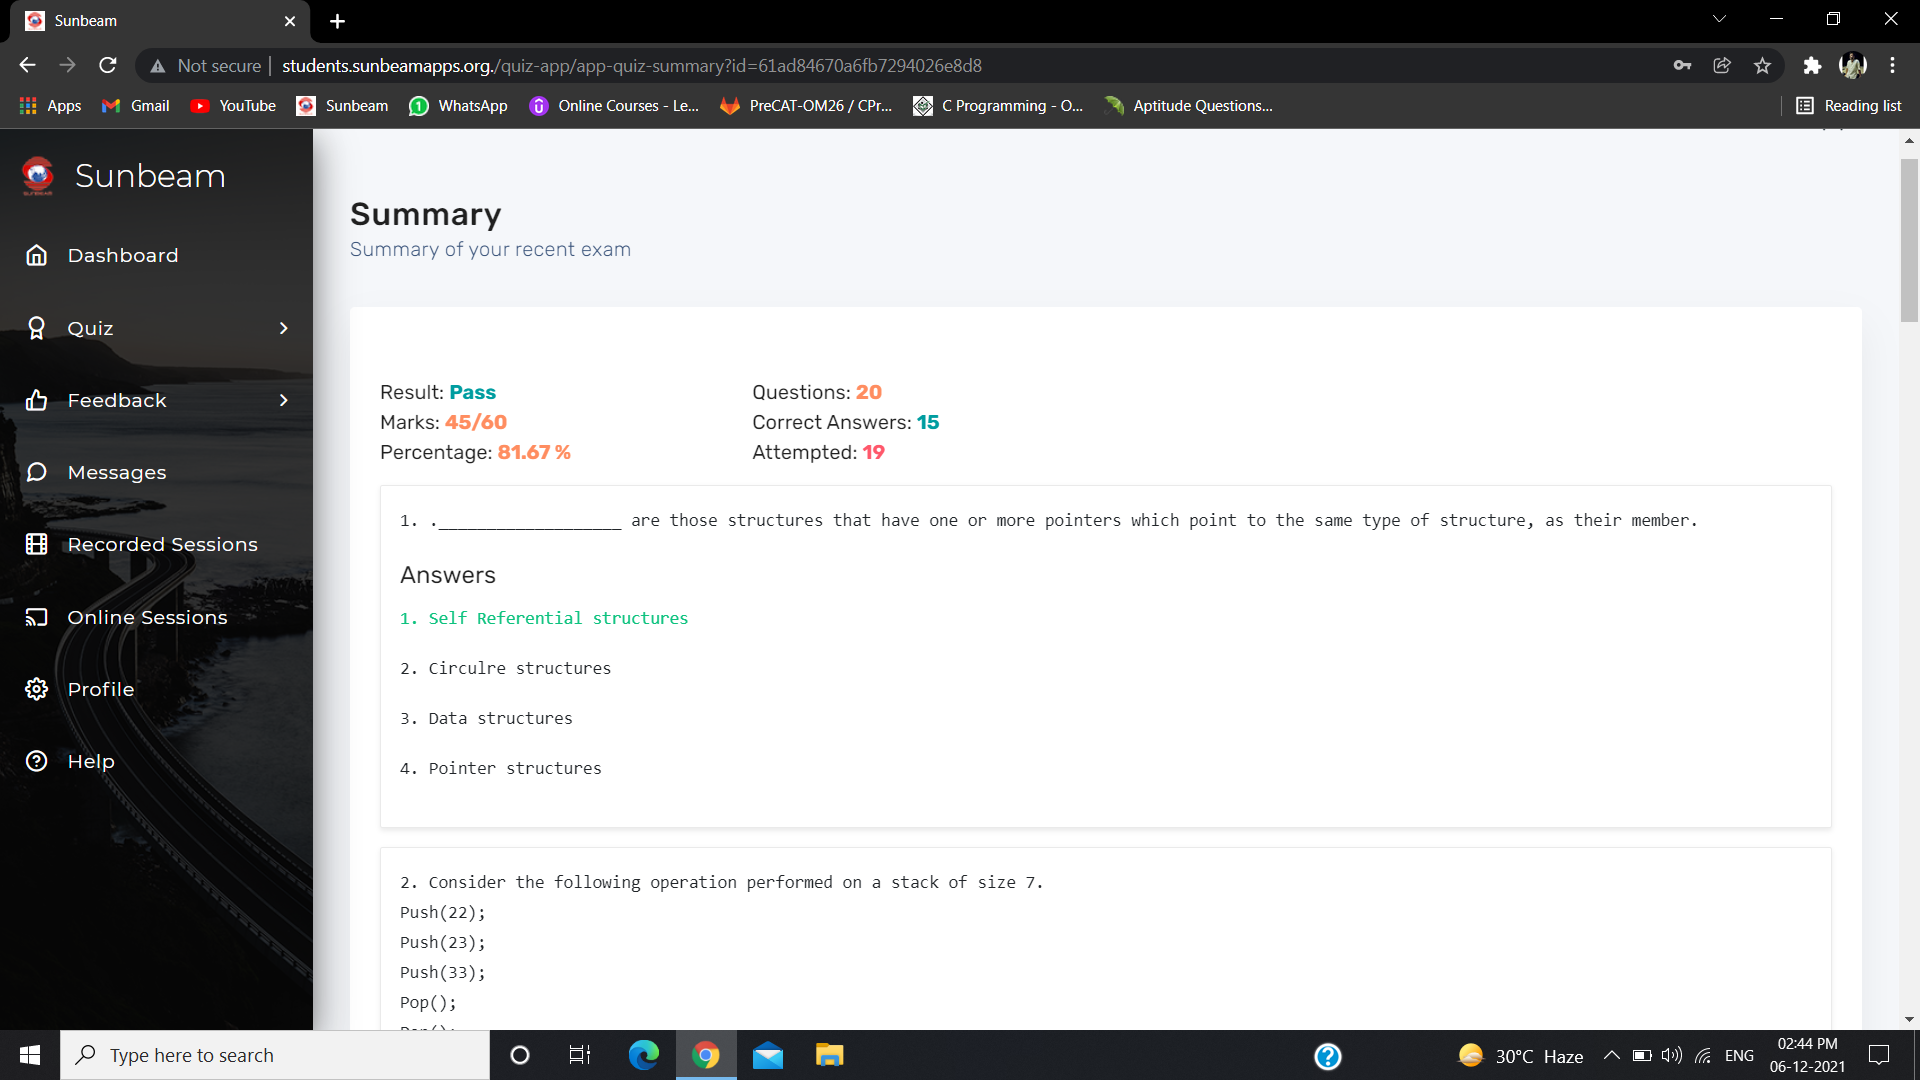 Sunbeam
Not secure | students.sunbeamapps.org./quiz-app/app-quiz-summary?id=61ad84670a6fb7294026e8d8
Apps Gmail YouTube Sunbeam WhatsApp Online Courses - Le... PreCAT-OM26 / CPr... C Programming - O... Aptitude Questions... Reading list
Sunbeam
Dashboard
Quiz
Feedback
Messages
Recorded Sessions
Online Sessions
Profile
Help
Summary
Summary of your recent exam
Result: Pass
Marks: 45/60
Percentage: 81.67 %
Questions: 20
Correct Answers: 15
Attempted: 19
1. .___________________ are those structures that have one or more pointers which point to the same type of structure, as their member.
Answers
1. Self Referential structures
2. Circulre structures
3. Data structures
4. Pointer structures
2. Consider the following operation performed on a stack of size 7.
Push(22);
Push(23);
Push(33);
Pop();
Type here to search
30°C Haze
ENG
02:44 PM
06-12-2021